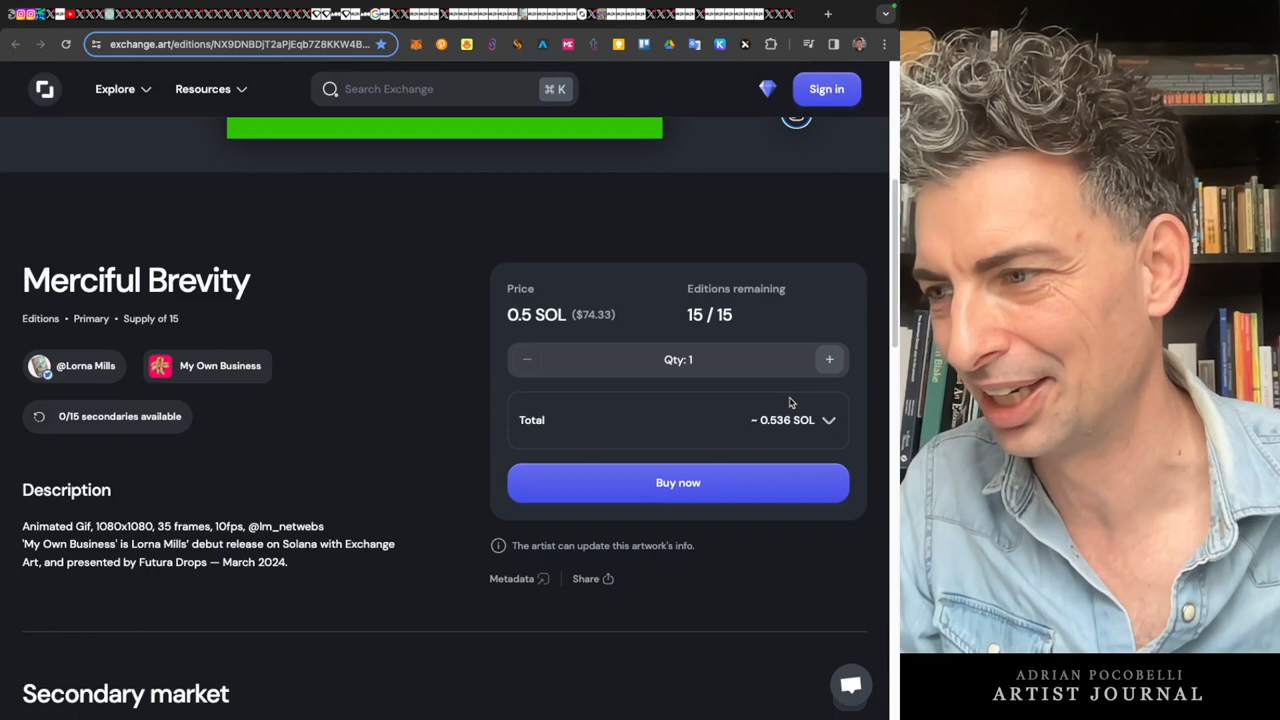 exchange.art/editions/NX9DNBDjT2aPjEqb7Z8KKW4B...
Explore
Resources
Search Exchange
⌘ K
Sign in
Merciful Brevity
Editions • Primary • Supply of 15
@Lorna Mills
My Own Business
0/15 secondaries available
Description
Animated Gif, 1080x1080, 35 frames, 10fps, @lm_netwebs
'My Own Business' is Lorna Mills' debut release on Solana with Exchange
Art, and presented by Futura Drops — March 2024.
Price
Editions remaining
0.5 SOL ($74.33)
15 / 15
Qty: 1
Total
~ 0.536 SOL
Buy now
The artist can update this artwork's info.
Metadata
Share
Secondary market
ADRIAN POCOBELLI
ARTIST JOURNAL